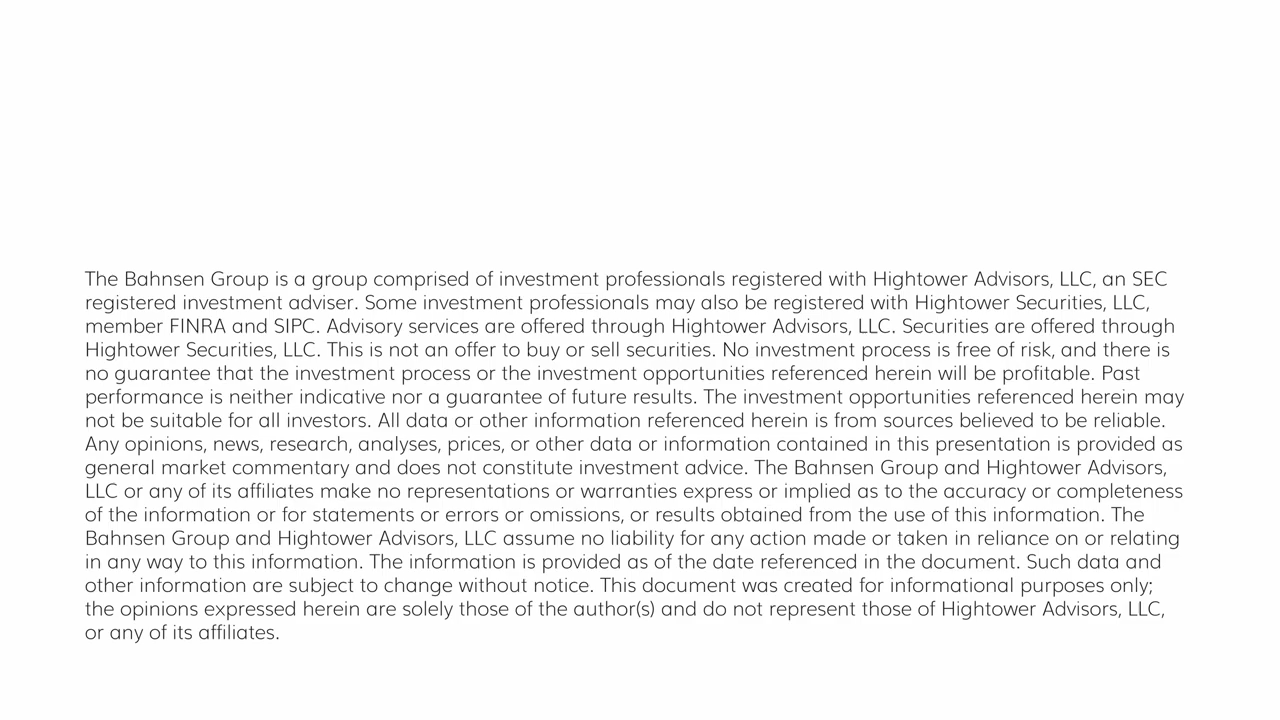 The Bahnsen Group is a group comprised of investment professionals registered with Hightower Advisors, LLC, an SEC
registered investment adviser. Some investment professionals may also be registered with Hightower Securities, LLC,
member FINRA and SIPC. Advisory services are offered through Hightower Advisors, LLC. Securities are offered through
Hightower Securities, LLC. This is not an offer to buy or sell securities. No investment process is free of risk, and there is
no guarantee that the investment process or the investment opportunities referenced herein will be profitable. Past
performance is neither indicative nor a guarantee of future results. The investment opportunities referenced herein may
not be suitable for all investors. All data or other information referenced herein is from sources believed to be reliable.
Any opinions, news, research, analyses, prices, or other data or information contained in this presentation is provided as
general market commentary and does not constitute investment advice. The Bahnsen Group and Hightower Advisors,
LLC or any of its affiliates make no representations or warranties express or implied as to the accuracy or completeness
of the information or for statements or errors or omissions, or results obtained from the use of this information. The
Bahnsen Group and Hightower Advisors, LLC assume no liability for any action made or taken in reliance on or relating
in any way to this information. The information is provided as of the date referenced in the document. Such data and
other information are subject to change without notice. This document was created for informational purposes only;
the opinions expressed herein are solely those of the author(s) and do not represent those of Hightower Advisors, LLC,
or any of its affiliates.